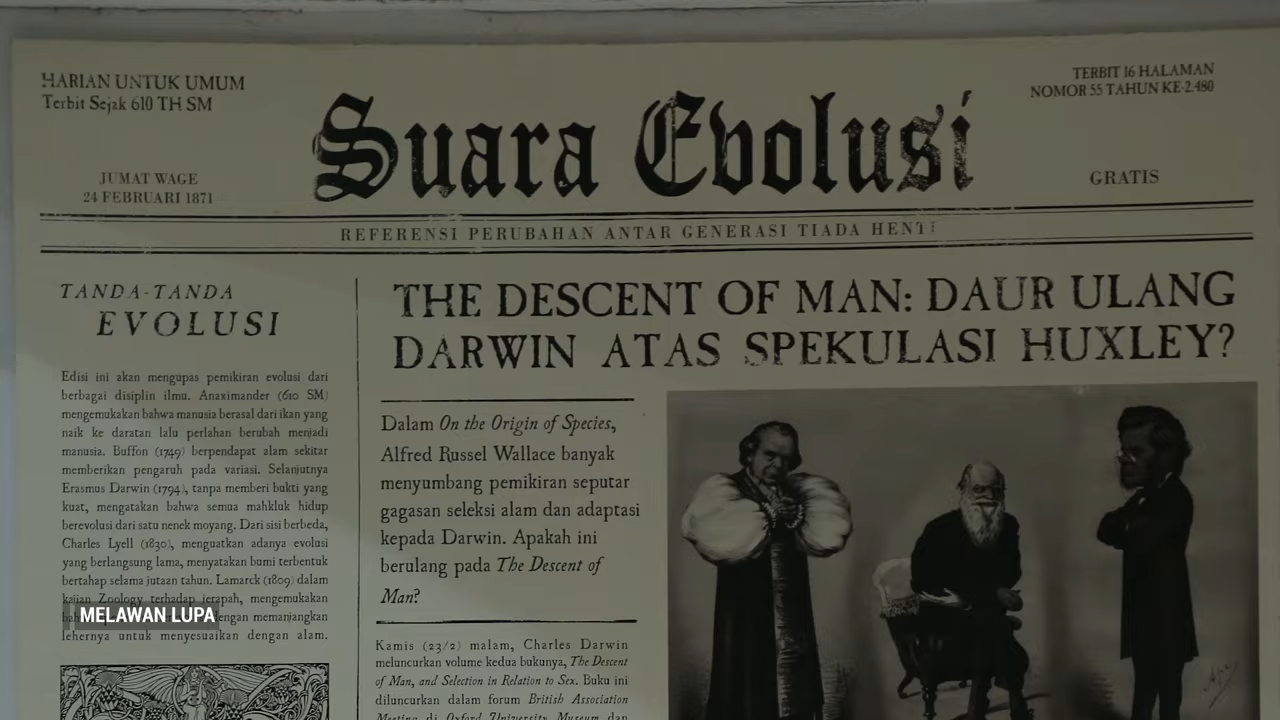 HARIAN UNTUK UMUM
Terbit Sejak 610 TH SM
JUMAT WAGE
24 FEBRUARI 1871
Suara Evolusi
TERBIT 16 HALAMAN
NOMOR 55 TAHUN KE-2.480
GRATIS
REFERENSI PERUBAHAN ANTAR GENERASI TIADA HENTI
TANDA-TANDA
EVOLUSI
Edisi ini akan mengupas pemikiran evolusi dari
berbagai disiplin ilmu. Anaximander (610 SM)
mengemukakan bahwa manusia berasal dari ikan yang
naik ke daratan lalu perlahan berubah menjadi
manusia. Buffon (1749) berpendapat alam sekitar
memberikan pengaruh pada variasi. Selanjutnya
Erasmus Darwin (1794), tanpa memberi bukti yang
kuat, mengatakan bahwa semua mahkluk hidup
berevolusi dari satu nenek moyang. Dari sisi berbeda,
Charles Lyell (1830), menguatkan adanya evolusi
yang berlangsung lama, menyatakan bumi terbentuk
bertahap selama jutaan tahun. Lamarck (1809) dalam
kajian Zoology terhadap jerapah, mengemukakan
dengan memanjangkan
lehernya untuk menyesuaikan dengan alam.
MELAWAN LUPA
THE DESCENT OF MAN: DAUR ULANG
DARWIN ATAS SPEKULASI HUXLEY?
Dalam On the Origin of Species,
Alfred Russel Wallace banyak
menyumbang pemikiran seputar
gagasan seleksi alam dan adaptasi
kepada Darwin. Apakah ini
berulang pada The Descent of
Man?
Kamis (23/2) malam, Charles Darwin
meluncurkan volume kedua bukunya, The Descent
of Man, and Selection in Relation to Sex. Buku ini
diluncurkan dalam forum British Association
Meeting di Oxford University Museum dan